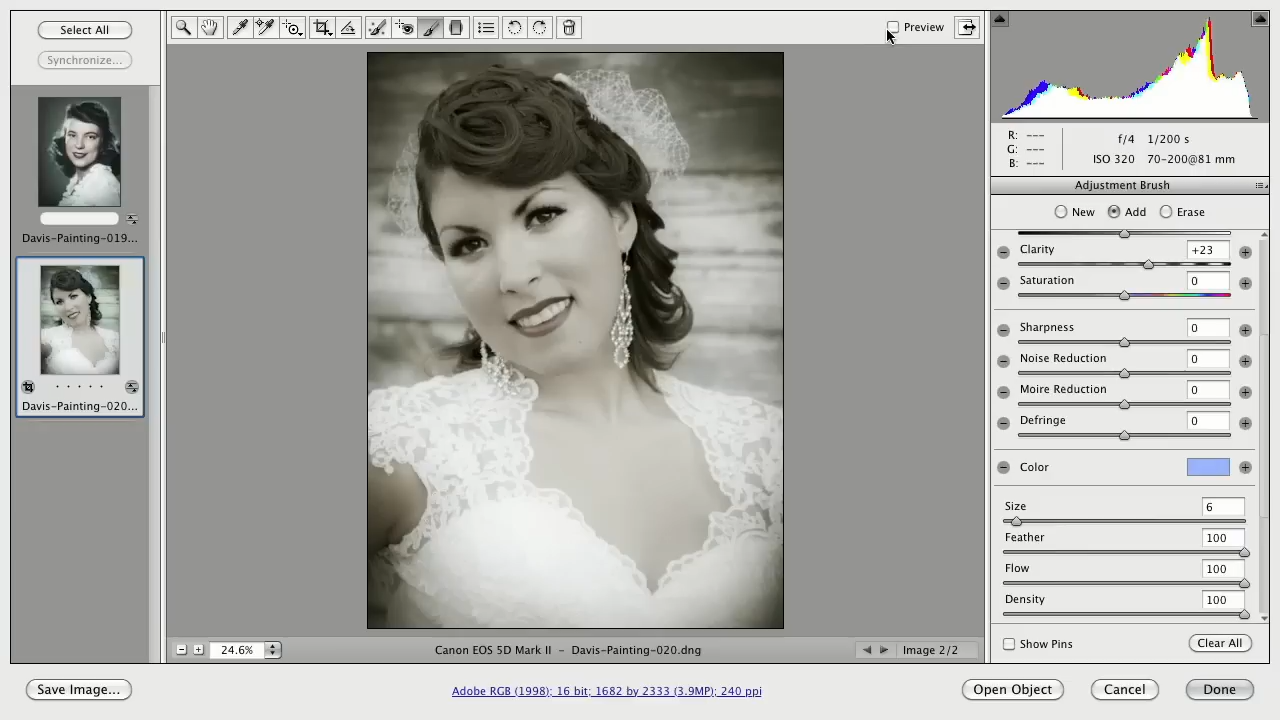 Select All
Preview
Synchronize...
R: ---
G: ---
B: ---
f/4 1/200 s
ISO 320 70-200@81 mm
Adjustment Brush
New Add Erase
Davis-Painting-019...
Clarity +23
Saturation 0
Sharpness 0
Noise Reduction 0
Moire Reduction 0
Defringe 0
Davis-Painting-020...
Color
Size 6
Feather 100
Flow 100
Density 100
24.6% Canon EOS 5D Mark II – Davis-Painting-020.dng Image 2/2
Show Pins Clear All
Save Image... Adobe RGB (1998); 16 bit; 1682 by 2333 (3.9MP); 240 ppi Open Object Cancel Done